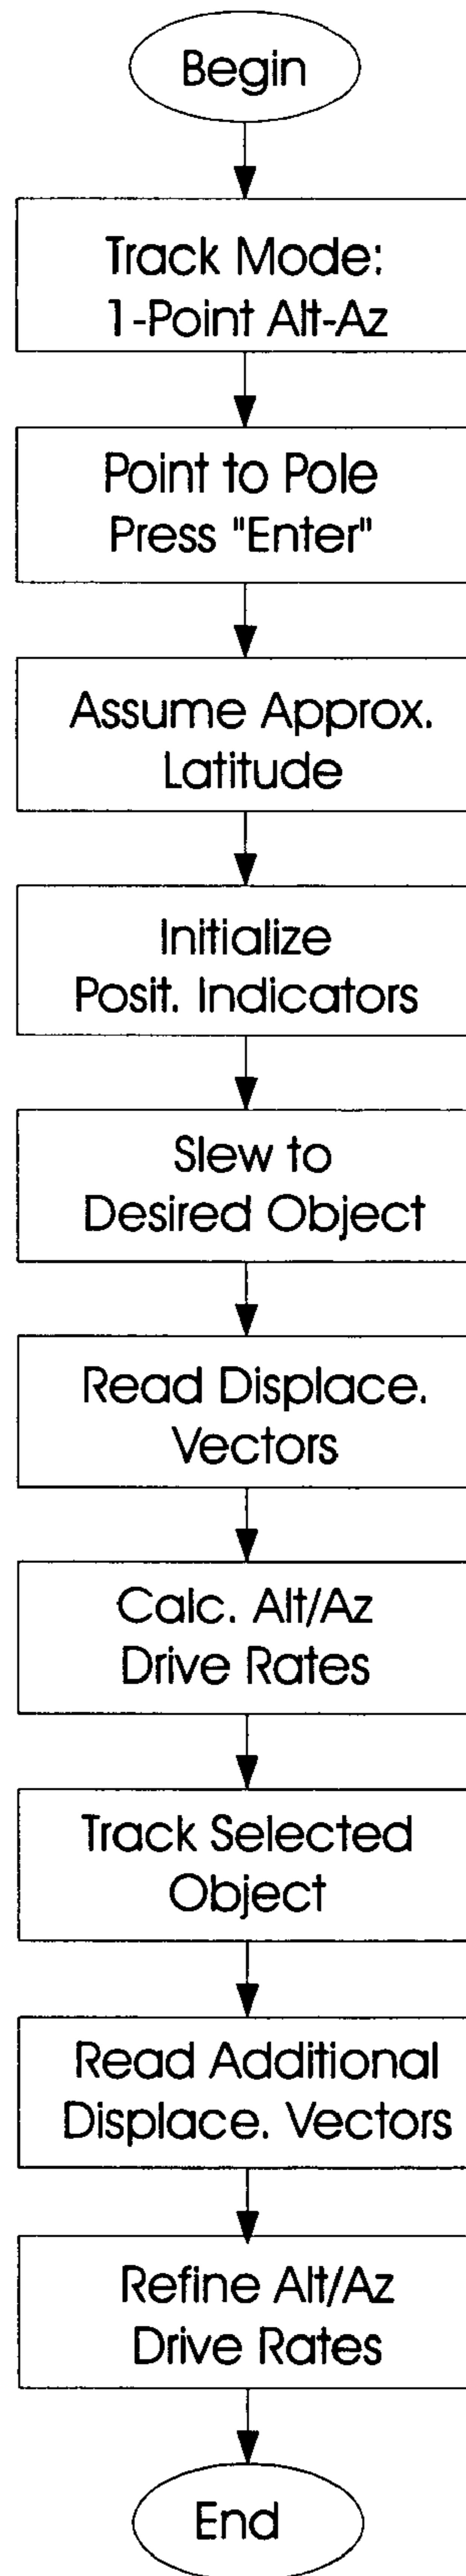 Begin
Track Mode:
1-Point Alt-Az
Point to Pole
Press "Enter"
Assume Approx.
Latitude
Initialize
Posit. Indicators
Slew to
Desired Object
Read Displace.
Vectors
Calc. Alt/Az
Drive Rates
Track Selected
Object
Read Additional
Displace. Vectors
Refine Alt/Az
Drive Rates
End